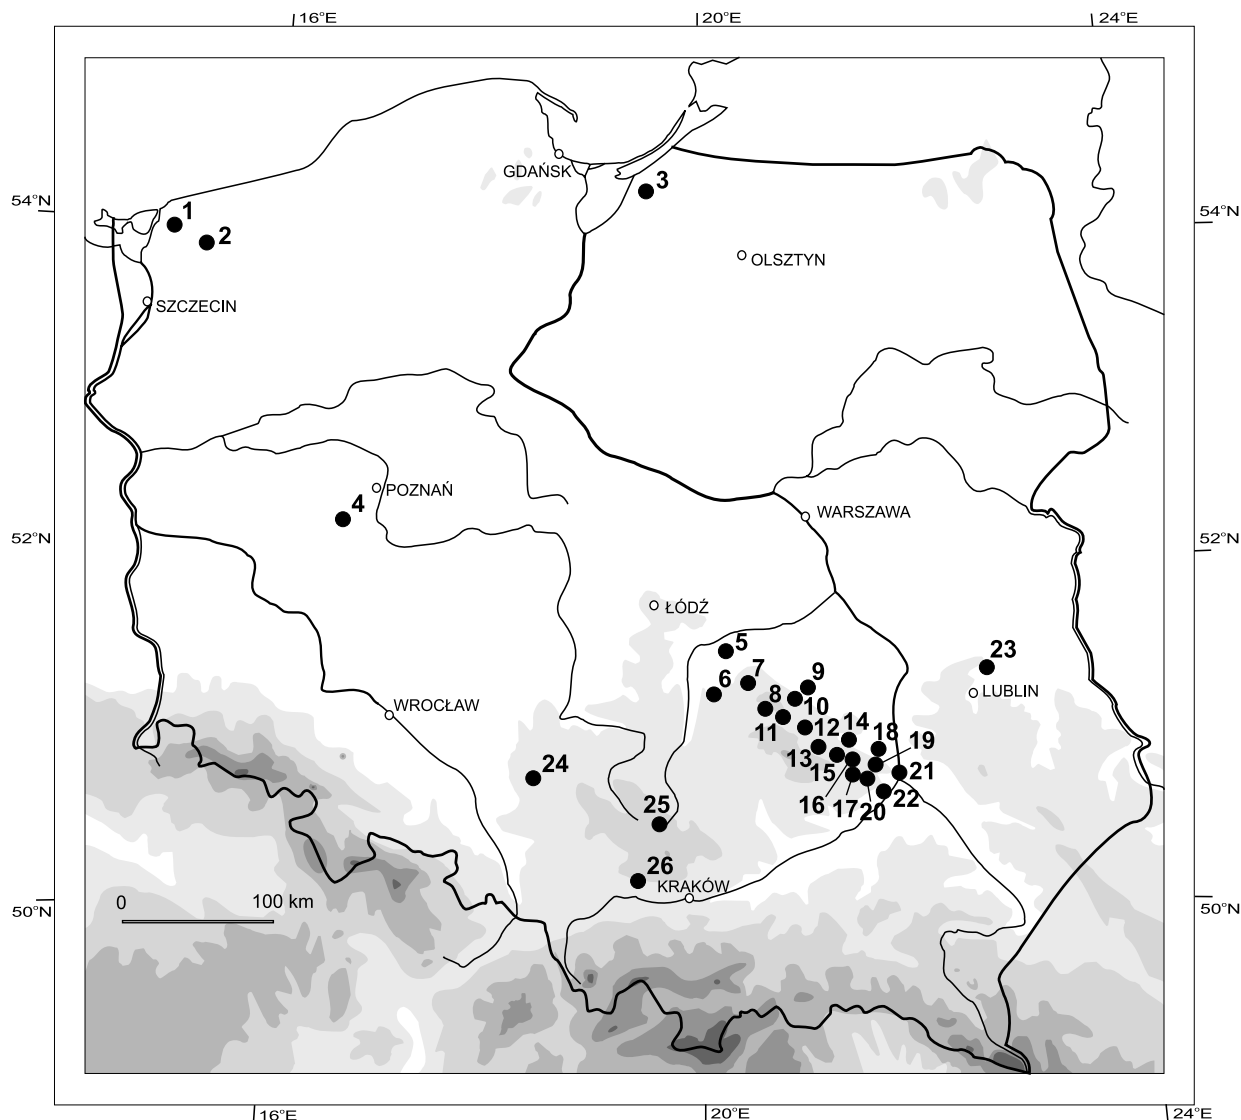 16°E 20°E 24°E
GDAŃSK
3
54°N 54°N
1
2
OLSZTYN
SZCZECIN
POZNAŃ
4
WARSZAWA
52°N 52°N
ŁÓDŹ
5
23
7
6 9
8
LUBLIN
10
WROCŁAW
11 12 14 18
19
13
24 15 21
16 17 20 22
25
26
KRAKÓW
0 100 km
50°N 50°N
16°E 20°E 24°E